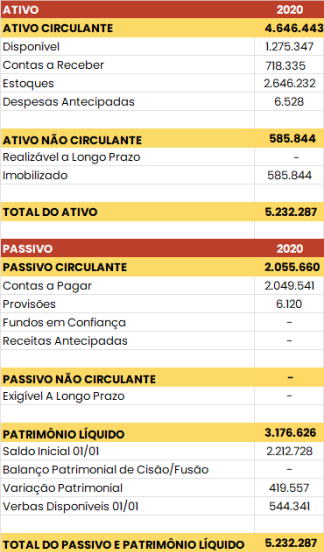 ATIVO 2020
ATIVO CIRCULANTE 4.646.443
Disponível 1.275.347
Contas a Receber 718.335
Estoques 2.646.232
Despesas Antecipadas 6.528
ATIVO NÃO CIRCULANTE 585.844
Realizável a Longo Prazo -
Imobilizado 585.844
TOTAL DO ATIVO 5.232.287
PASSIVO 2020
PASSIVO CIRCULANTE 2.055.660
Contas a Pagar 2.049.541
Provisões 6.120
Fundos em Confiança -
Receitas Antecipadas -
PASSIVO NÃO CIRCULANTE -
Exigível A Longo Prazo -
PATRIMÔNIO LÍQUIDO 3.176.626
Saldo Inicial 01/01 2.212.728
Balanço Patrimonial de Cisão/Fusão -
Variação Patrimonial 419.557
Verbas Disponíveis 01/01 544.341
TOTAL DO PASSIVO E PATRIMÔNIO LÍQUIDO 5.232.287